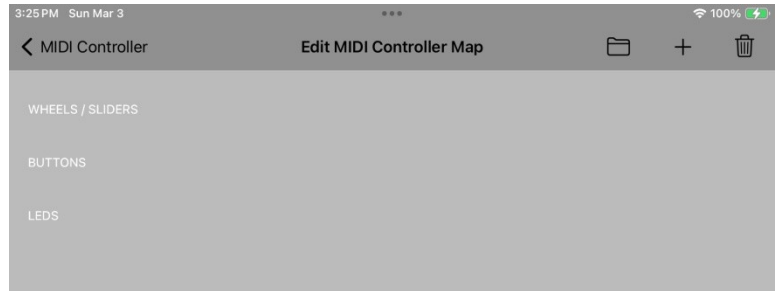 3:25 PM Sun Mar 3 100%
MIDI Controller Edit MIDI Controller Map
WHEELS / SLIDERS
BUTTONS
LEDS